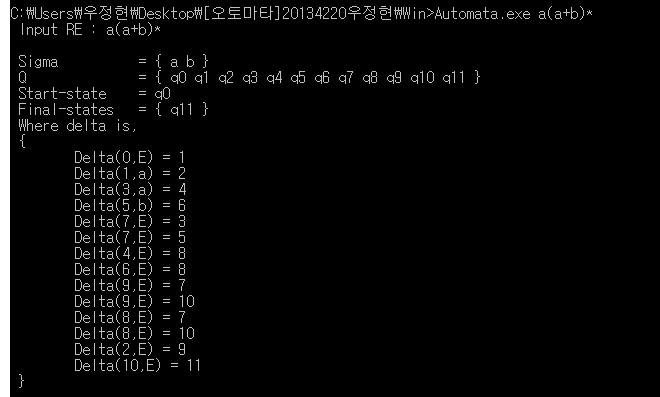 C:₩Users₩우정현₩Desktop₩[오토마타]20134220우정현₩Win>Automata.exe a(a+b)*
Input RE : a(a+b)*
Sigma = { a b }
Q = { q0 q1 q2 q3 q4 q5 q6 q7 q8 q9 q10 q11 }
Start-state = q0
Final-states = { q11 }
Where delta is,
{
Delta(0,E) = 1
Delta(1,a) = 2
Delta(3,a) = 4
Delta(5,b) = 6
Delta(7,E) = 3
Delta(7,E) = 5
Delta(4,E) = 8
Delta(6,E) = 8
Delta(9,E) = 7
Delta(9,E) = 10
Delta(8,E) = 7
Delta(8,E) = 10
Delta(2,E) = 9
Delta(10,E) = 11
}